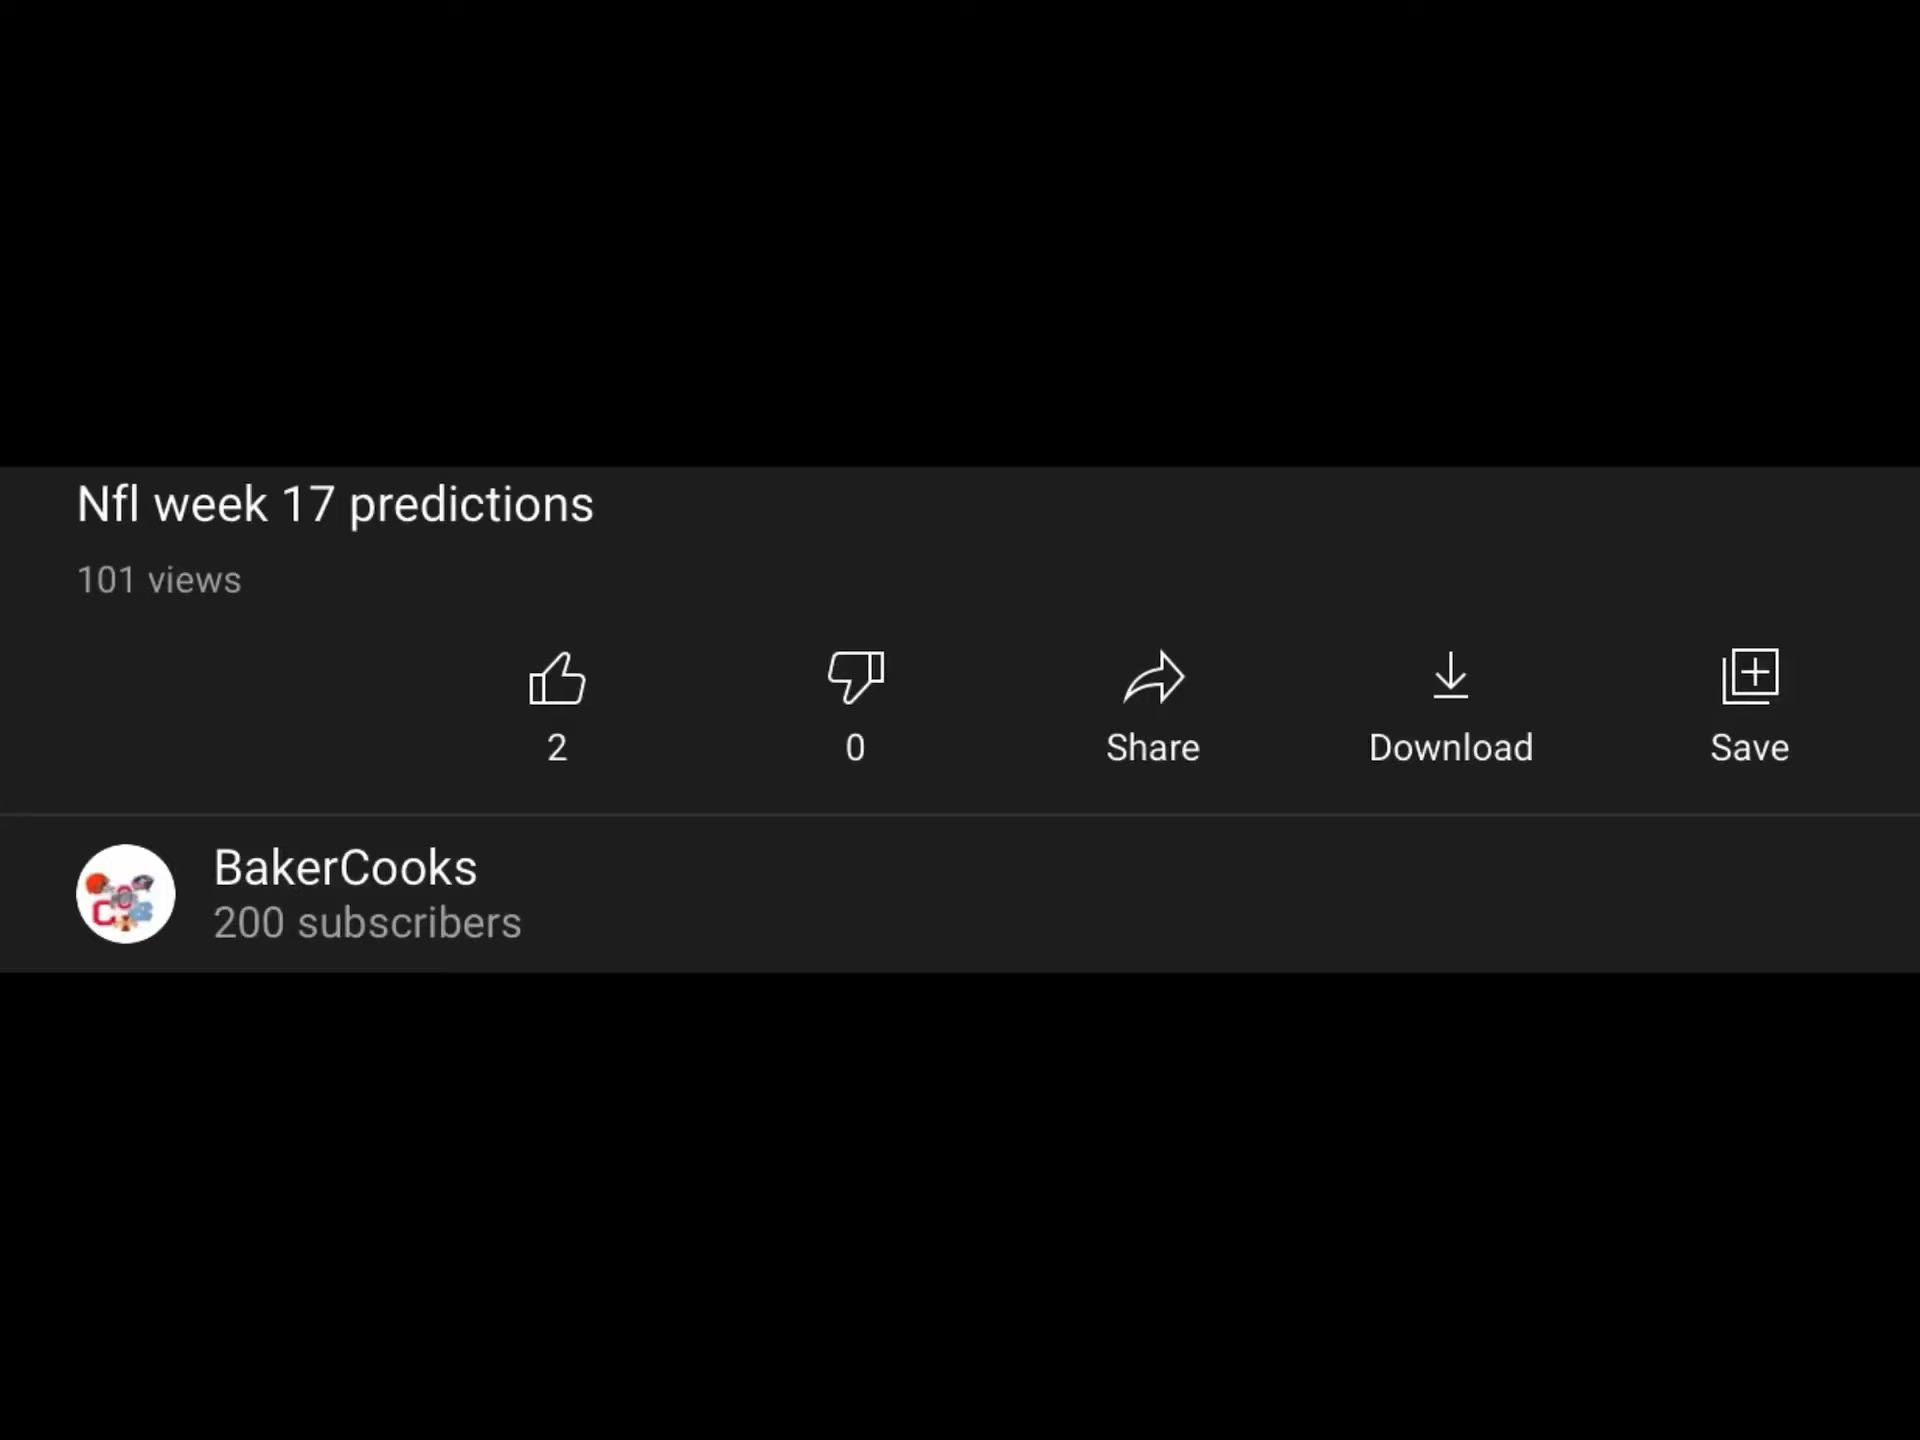 Nfl week 17 predictions
101 views
2 0 Share Download Save
BakerCooks
200 subscribers